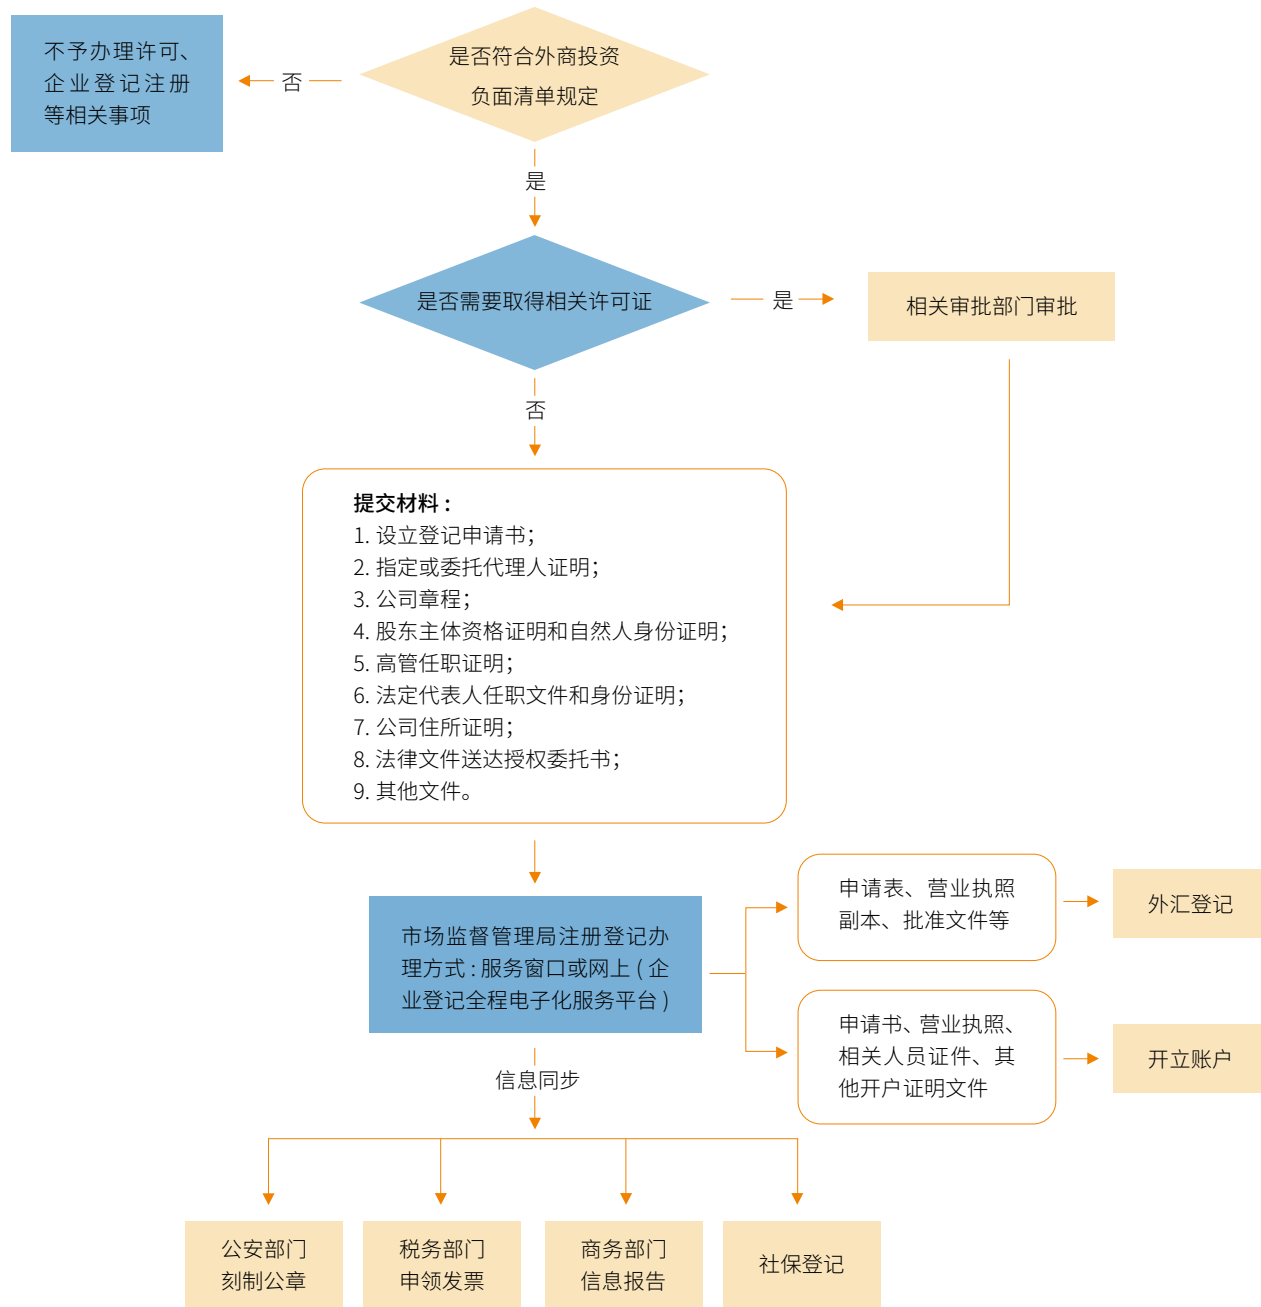 不予办理许可、
企业登记注册
等相关事项
否
是否符合外商投资
负面清单规定
是
是否需要取得相关许可证
是
相关审批部门审批
否
提交材料：
1. 设立登记申请书；
2. 指定或委托代理人证明；
3. 公司章程；
4. 股东主体资格证明和自然人身份证明；
5. 高管任职证明；
6. 法定代表人任职文件和身份证明；
7. 公司住所证明；
8. 法律文件送达授权委托书；
9. 其他文件。
市场监督管理局注册登记办
理方式：服务窗口或网上（企
业登记全程电子化服务平台）
申请表、营业执照
副本、批准文件等
外汇登记
申请书、营业执照、
相关人员证件、其
他开户证明文件
开立账户
信息同步
公安部门
刻制公章
税务部门
申领发票
商务部门
信息报告
社保登记